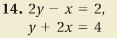 14. 2y − x = 2,
y + 2x = 4